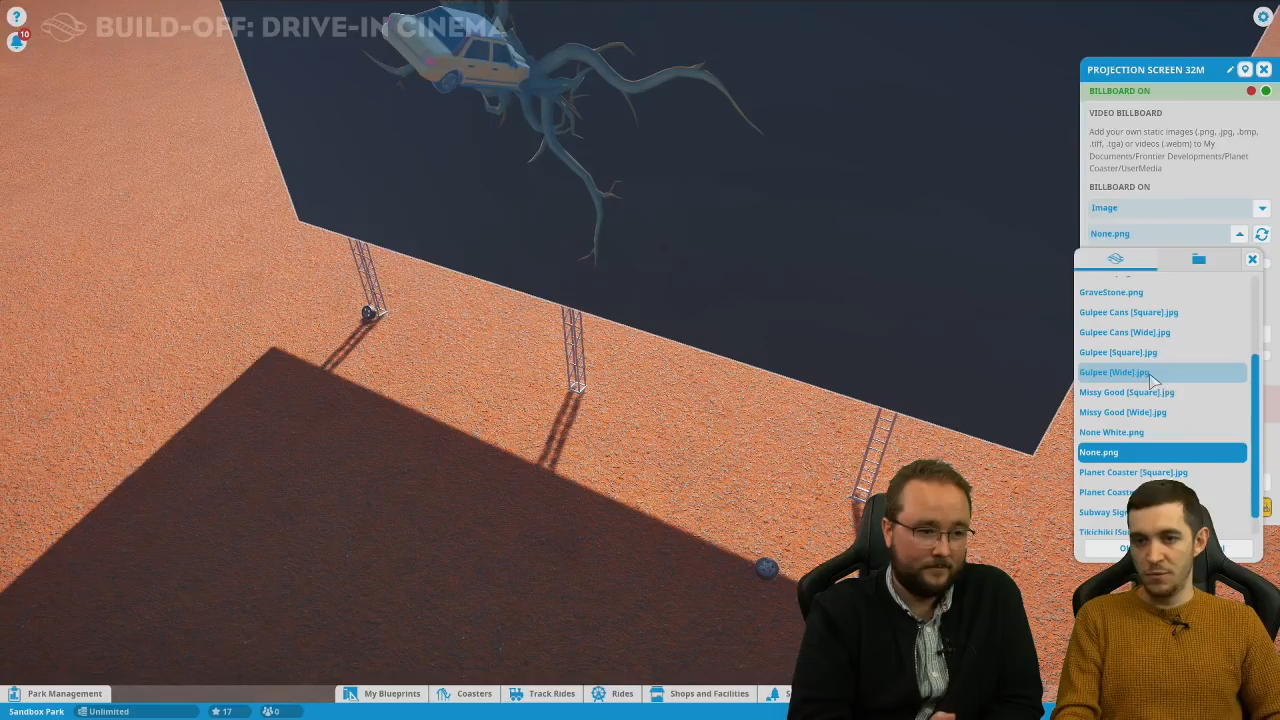 ?
10
BUILD-OFF: DRIVE-IN CINEMA
PROJECTION SCREEN 32M
BILLBOARD ON
VIDEO BILLBOARD
Add your own static images (.png, .jpg, .bmp,
.tiff, .tga) or videos (.webm) to My
Documents/Frontier Developments/Planet
Coaster/UserMedia
BILLBOARD ON
Image
None.png
GraveStone.png
Gulpee Cans [Square].jpg
Gulpee Cans [Wide].jpg
Gulpee [Square].jpg
Gulpee [Wide].jpg
Missy Good [Square].jpg
Missy Good [Wide].jpg
None White.png
None.png
Planet Coaster [Square].jpg
Planet
Subway
Tikichiki
Park Management
My Blueprints
Coasters
Track Rides
Rides
Shops and Facilities
Sandbox Park
Unlimited
17
0